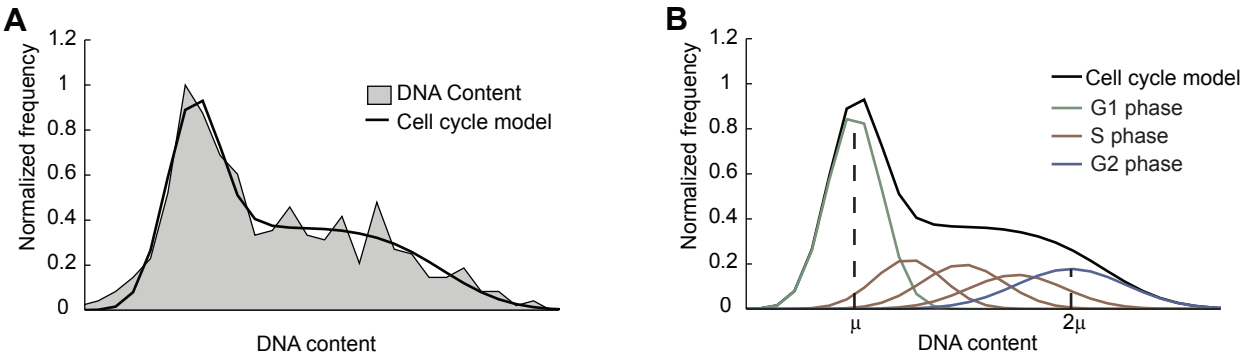 A
Normalized frequency
1.2
1
0.8
0.6
0.4
0.2
0
DNA Content
Cell cycle model
DNA content
B
Normalized frequency
1.2
1
0.8
0.6
0.4
0.2
0
Cell cycle model
G1 phase
S phase
G2 phase
μ
2μ
DNA content